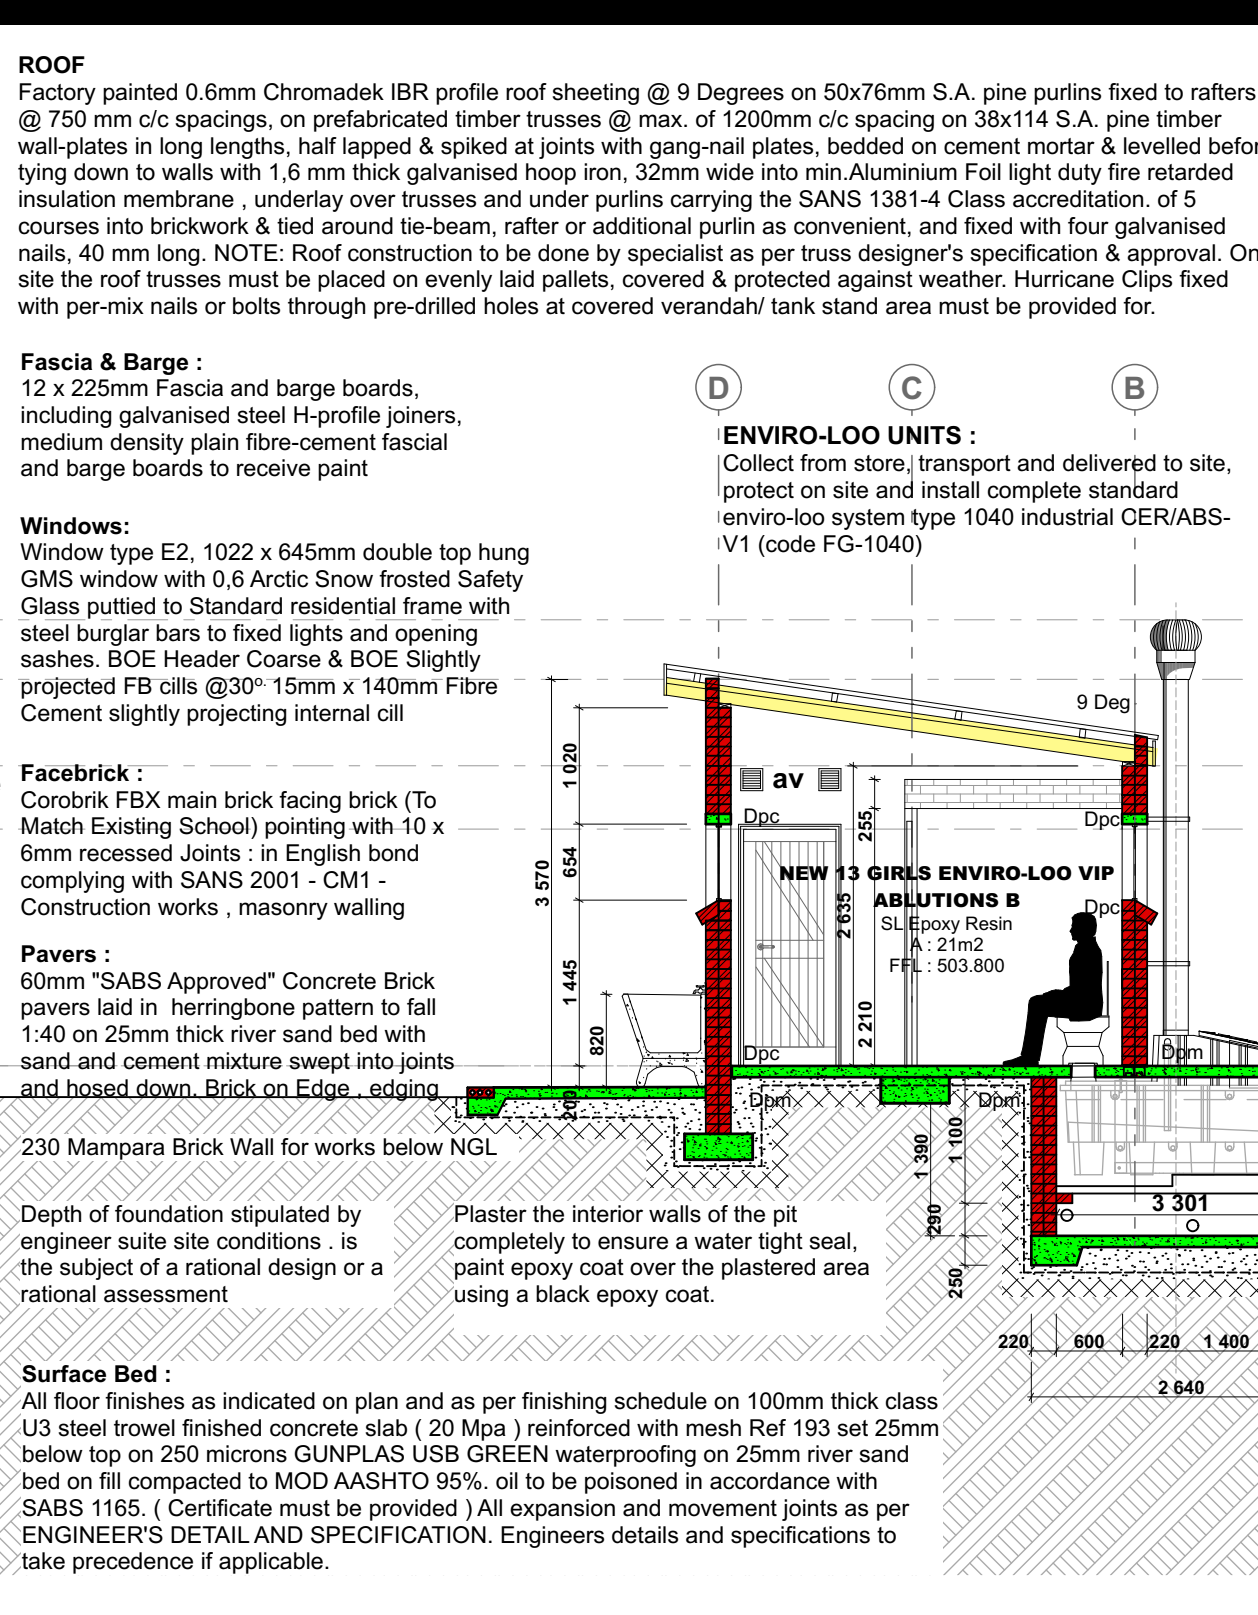 ROOF
Factory painted 0.6mm Chromadek IBR profile roof sheeting @ 9 Degrees on 50x76mm S.A. pine purlins fixed to rafters
@ 750 mm c/c spacings, on prefabricated timber trusses @ max. of 1200mm c/c spacing on 38x114 S.A. pine timber
wall-plates in long lengths, half lapped & spiked at joints with gang-nail plates, bedded on cement mortar & levelled befor
tying down to walls with 1,6 mm thick galvanised hoop iron, 32mm wide into min.Aluminium Foil light duty fire retarded
insulation membrane , underlay over trusses and under purlins carrying the SANS 1381-4 Class accreditation. of 5
courses into brickwork & tied around tie-beam, rafter or additional purlin as convenient, and fixed with four galvanised
nails, 40 mm long. NOTE: Roof construction to be done by specialist as per truss designer's specification & approval. On
site the roof trusses must be placed on evenly laid pallets, covered & protected against weather. Hurricane Clips fixed
with per-mix nails or bolts through pre-drilled holes at covered verandah/ tank stand area must be provided for.
Fascia & Barge :
12 x 225mm Fascia and barge boards,
including galvanised steel H-profile joiners,
medium density plain fibre-cement fascial
and barge boards to receive paint
D
C
B
ENVIRO-LOO UNITS :
Collect from store, transport and delivered to site,
protect on site and install complete standard
enviro-loo system type 1040 industrial CER/ABS-
V1 (code FG-1040)
Windows:
Window type E2, 1022 x 645mm double top hung
GMS window with 0,6 Arctic Snow frosted Safety
Glass puttied to Standard residential frame with
steel burglar bars to fixed lights and opening
sashes. BOE Header Coarse & BOE Slightly
projected FB cills @30o. 15mm x 140mm Fibre
Cement slightly projecting internal cill
Facebrick :
Corobrik FBX main brick facing brick (To
Match Existing School) pointing with 10 x
6mm recessed Joints : in English bond
complying with SANS 2001 - CM1 -
Construction works , masonry walling
Pavers :
60mm "SABS Approved" Concrete Brick
pavers laid in herringbone pattern to fall
1:40 on 25mm thick river sand bed with
sand and cement mixture swept into joints
and hosed down. Brick on Edge , edging
9 Deg
av
Dpc
Dpc
NEW 13 GIRLS ENVIRO-LOO VIP
ABLUTIONS B
SL Epoxy Resin
A : 21m2
FFL : 503.800
Dpc
Dpc
Dpm
Dpm
Dpm
3 570
1 020
654
1 445
820
200
255
2 635
2 210
1 390
1 100
290
250
3 301
220
600
220
1 400
2 640
230 Mampara Brick Wall for works below NGL
Depth of foundation stipulated by
engineer suite site conditions . is
the subject of a rational design or a
rational assessment
Plaster the interior walls of the pit
completely to ensure a water tight seal,
paint epoxy coat over the plastered area
using a black epoxy coat.
Surface Bed :
All floor finishes as indicated on plan and as per finishing schedule on 100mm thick class
U3 steel trowel finished concrete slab ( 20 Mpa ) reinforced with mesh Ref 193 set 25mm
below top on 250 microns GUNPLAS USB GREEN waterproofing on 25mm river sand
bed on fill compacted to MOD AASHTO 95%. oil to be poisoned in accordance with
SABS 1165. ( Certificate must be provided ) All expansion and movement joints as per
ENGINEER'S DETAIL AND SPECIFICATION. Engineers details and specifications to
take precedence if applicable.